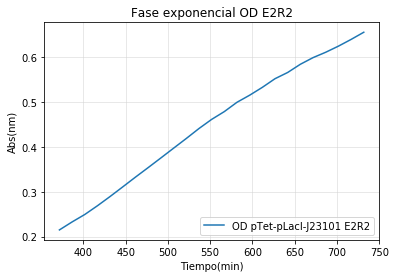 Fase exponencial OD E2R2
0.6
0.5
0.4
0.3
0.2
Abs(nm)
400 450 500 550 600 650 700 750
Tiempo(min)
OD pTet-pLacI-J23101 E2R2